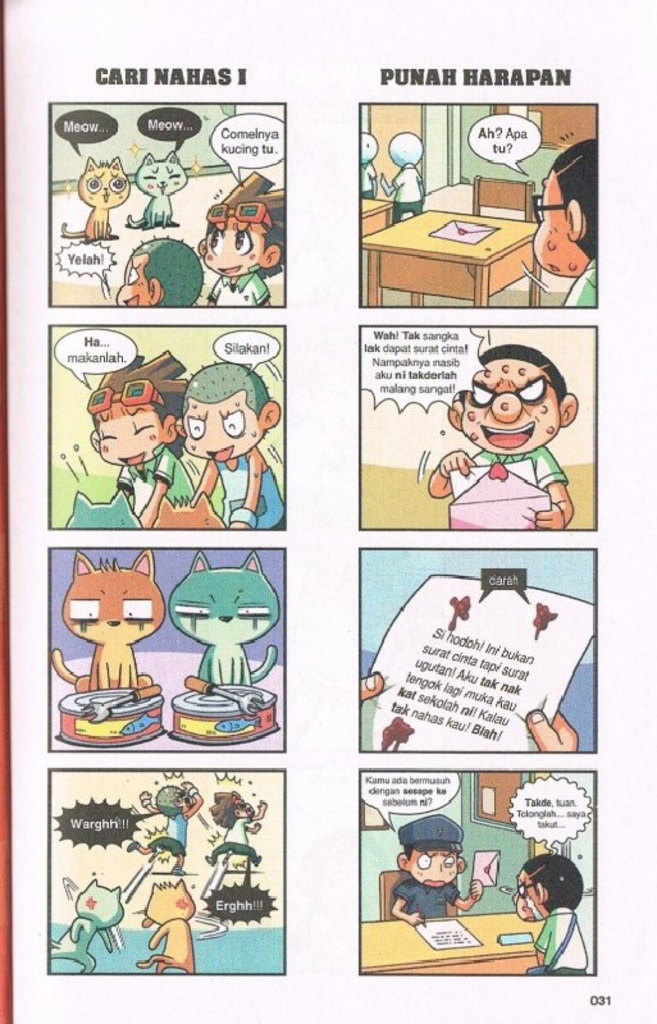 CARI NAHAS I
Meow...
Meow...
Comelnya
kucing tu.
Yelah!
Ha...
makanlah.
Silakan!
Warghh!!!
Erghh!!!
PUNAH HARAPAN
Ah? Apa
tu?
Wah! Tak sangka
lak dapat surat cinta!
Nampaknya nasib
aku ni takderlah
malang sangat!
darah
Si hodoh! Ini bukan
surat cinta tapi surat
ugutan! Aku tak nak
tengok lagi muka kau
kat sekolah ni! Kalau
tak nahas kau! Blah!
Kamu ada bermusuh
dengan sesape ke
sebelum ni?
Takde, tuan.
Tolonglah... saya
takut...
031